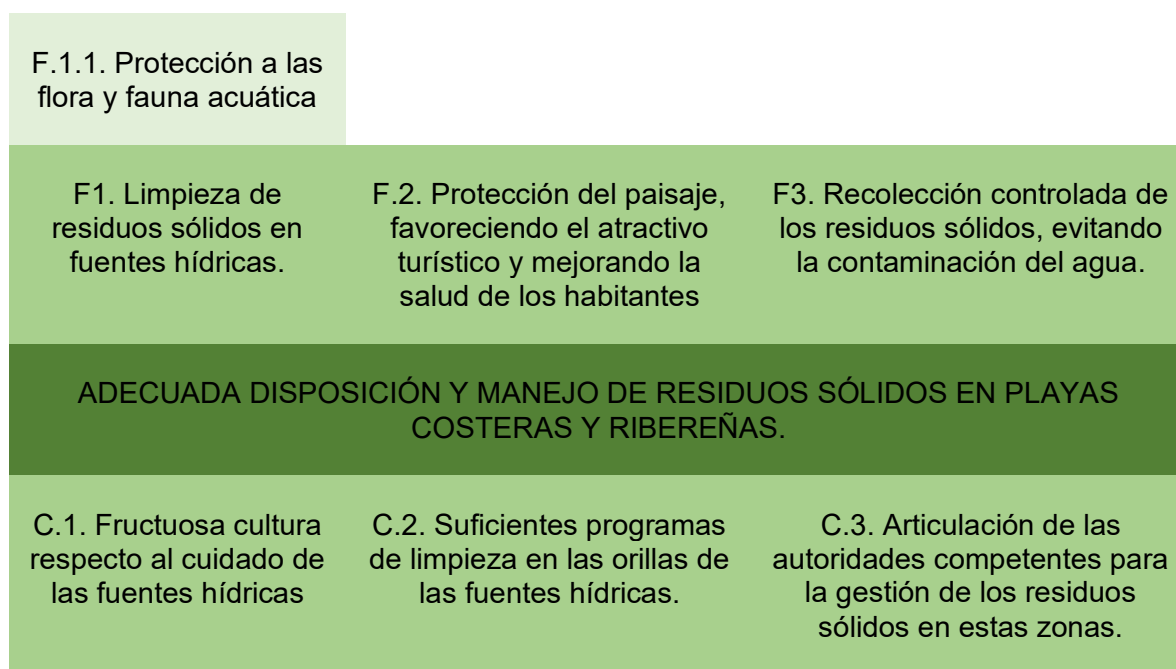 F.1.1. Protección a las
flora y fauna acuática
F1. Limpieza de
residuos sólidos en
fuentes hídricas.
F.2. Protección del paisaje,
favoreciendo el atractivo
turístico y mejorando la
salud de los habitantes
F3. Recolección controlada de
los residuos sólidos, evitando
la contaminación del agua.
ADECUADA DISPOSICIÓN Y MANEJO DE RESIDUOS SÓLIDOS EN PLAYAS
COSTERAS Y RIBEREÑAS.
C.1. Fructuosa cultura
respecto al cuidado de
las fuentes hídricas
C.2. Suficientes programas
de limpieza en las orillas de
las fuentes hídricas.
C.3. Articulación de las
autoridades competentes para
la gestión de los residuos
sólidos en estas zonas.